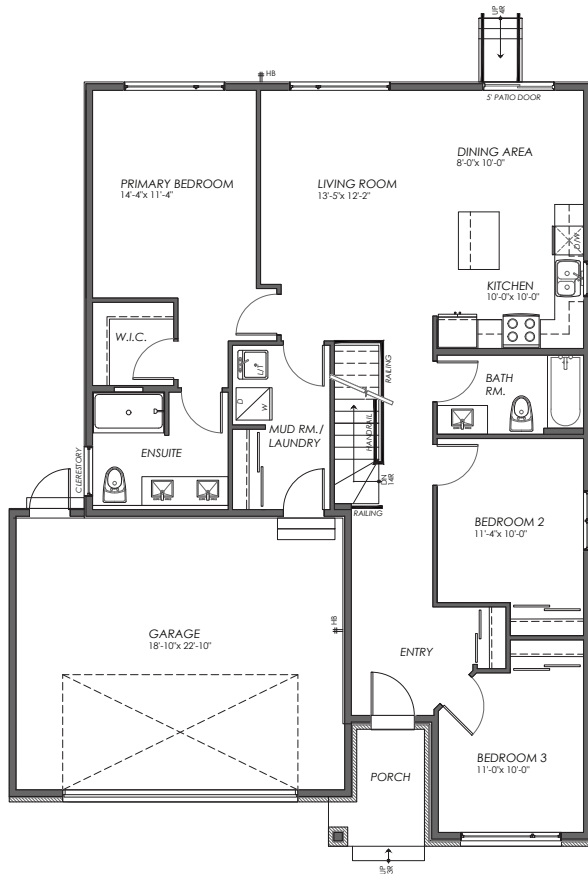 UP
4R
HB
5' PATIO DOOR
DINING AREA
8'-0"x 10'-0"
PRIMARY BEDROOM
14'-4"x 11'-4"
LIVING ROOM
13'-5"x 12'-2"
D/W
KITCHEN
10'-0"x 10'-0"
W.I.C.
L/T
RAILING
BATH
RM.
D
W
MUD RM./
LAUNDRY
HANDRAIL
ENSUITE
CLERESTORY
DN
14R
RAILING
BEDROOM 2
11'-4"x 10'-0"
HB
GARAGE
18'-10"x 22'-10"
ENTRY
BEDROOM 3
11'-0"x 10'-0"
PORCH
UP
3R